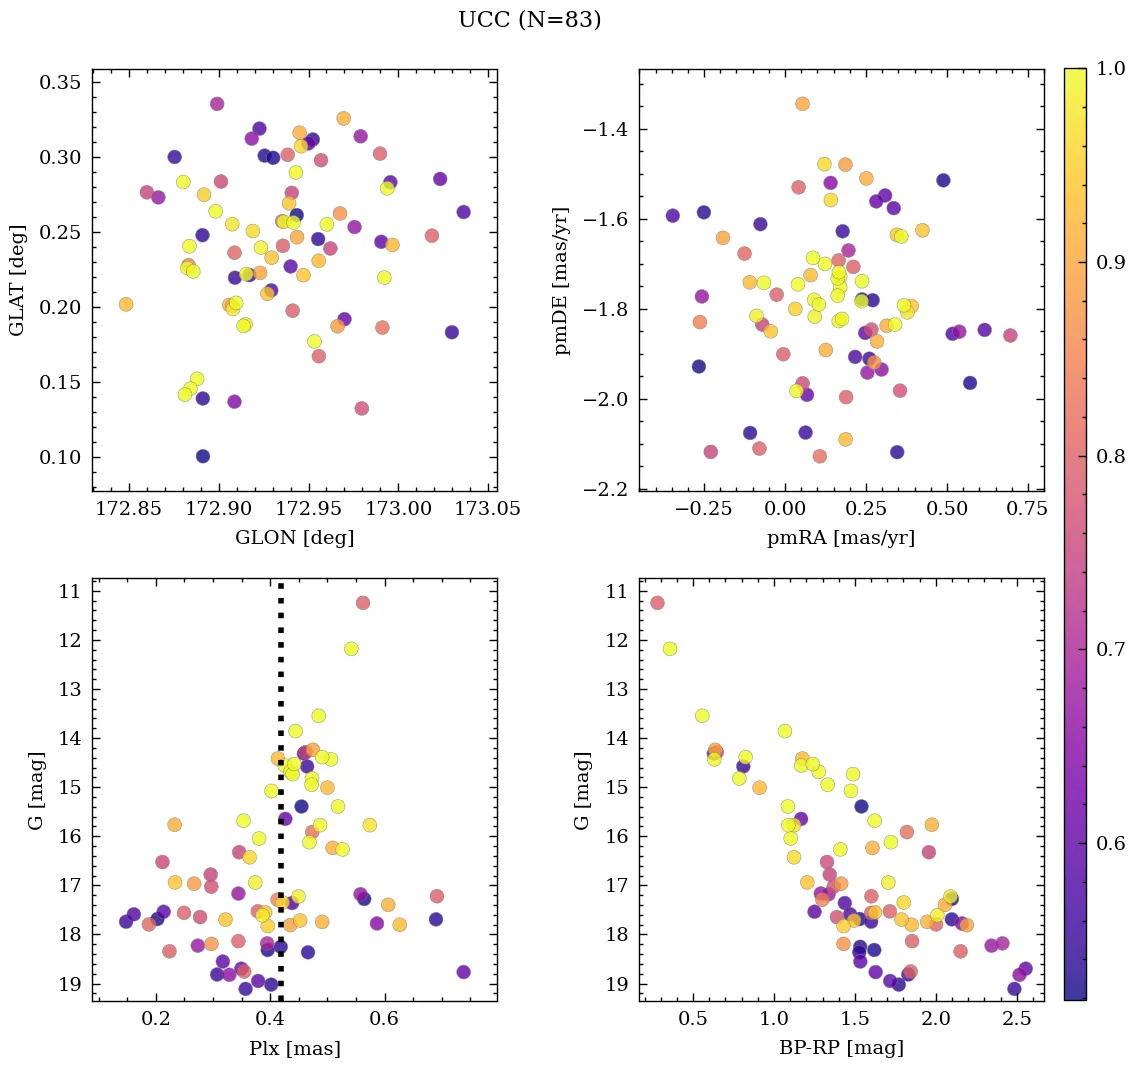 UCC (N=83)
0.35
0.30
0.25
0.20
0.15
0.10
GLAT [deg]
172.85 172.90 172.95 173.00 173.05
GLON [deg]
−1.4
−1.6
−1.8
−2.0
−2.2
pmDE [mas/yr]
−0.25 0.00 0.25 0.50 0.75
pmRA [mas/yr]
11
12
13
14
15
16
17
18
19
G [mag]
0.2 0.4 0.6
Plx [mas]
11
12
13
14
15
16
17
18
19
G [mag]
0.5 1.0 1.5 2.0 2.5
BP-RP [mag]
1.0
0.9
0.8
0.7
0.6